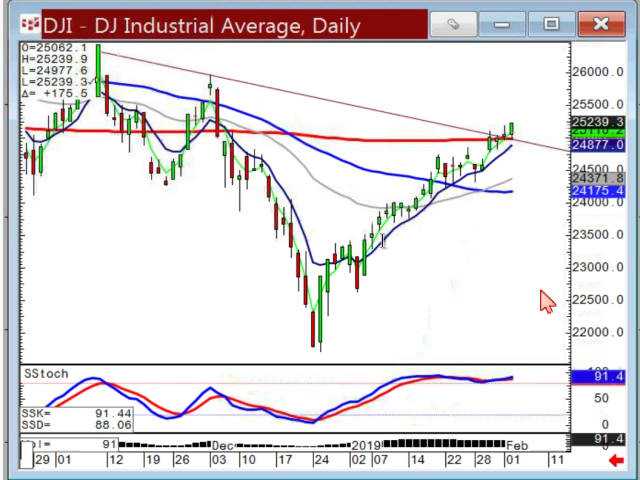 DJI - DJ Industrial Average, Daily
O=25062.1
H=25239.9
L=24977.6
L=25239.3
Δ= +175.5
26000.0
25500.0
25239.3
24877.0
24500.0
24371.8
24175.4
24000.0
23500.0
23000.0
22500.0
22000.0
SStoch
91.4
50
0
SSK= 91.44
SSD= 88.06
91
91.4
Dec 2019 Feb
29 01 12 19 26 03 10 17 24 02 07 14 22 28 01 11